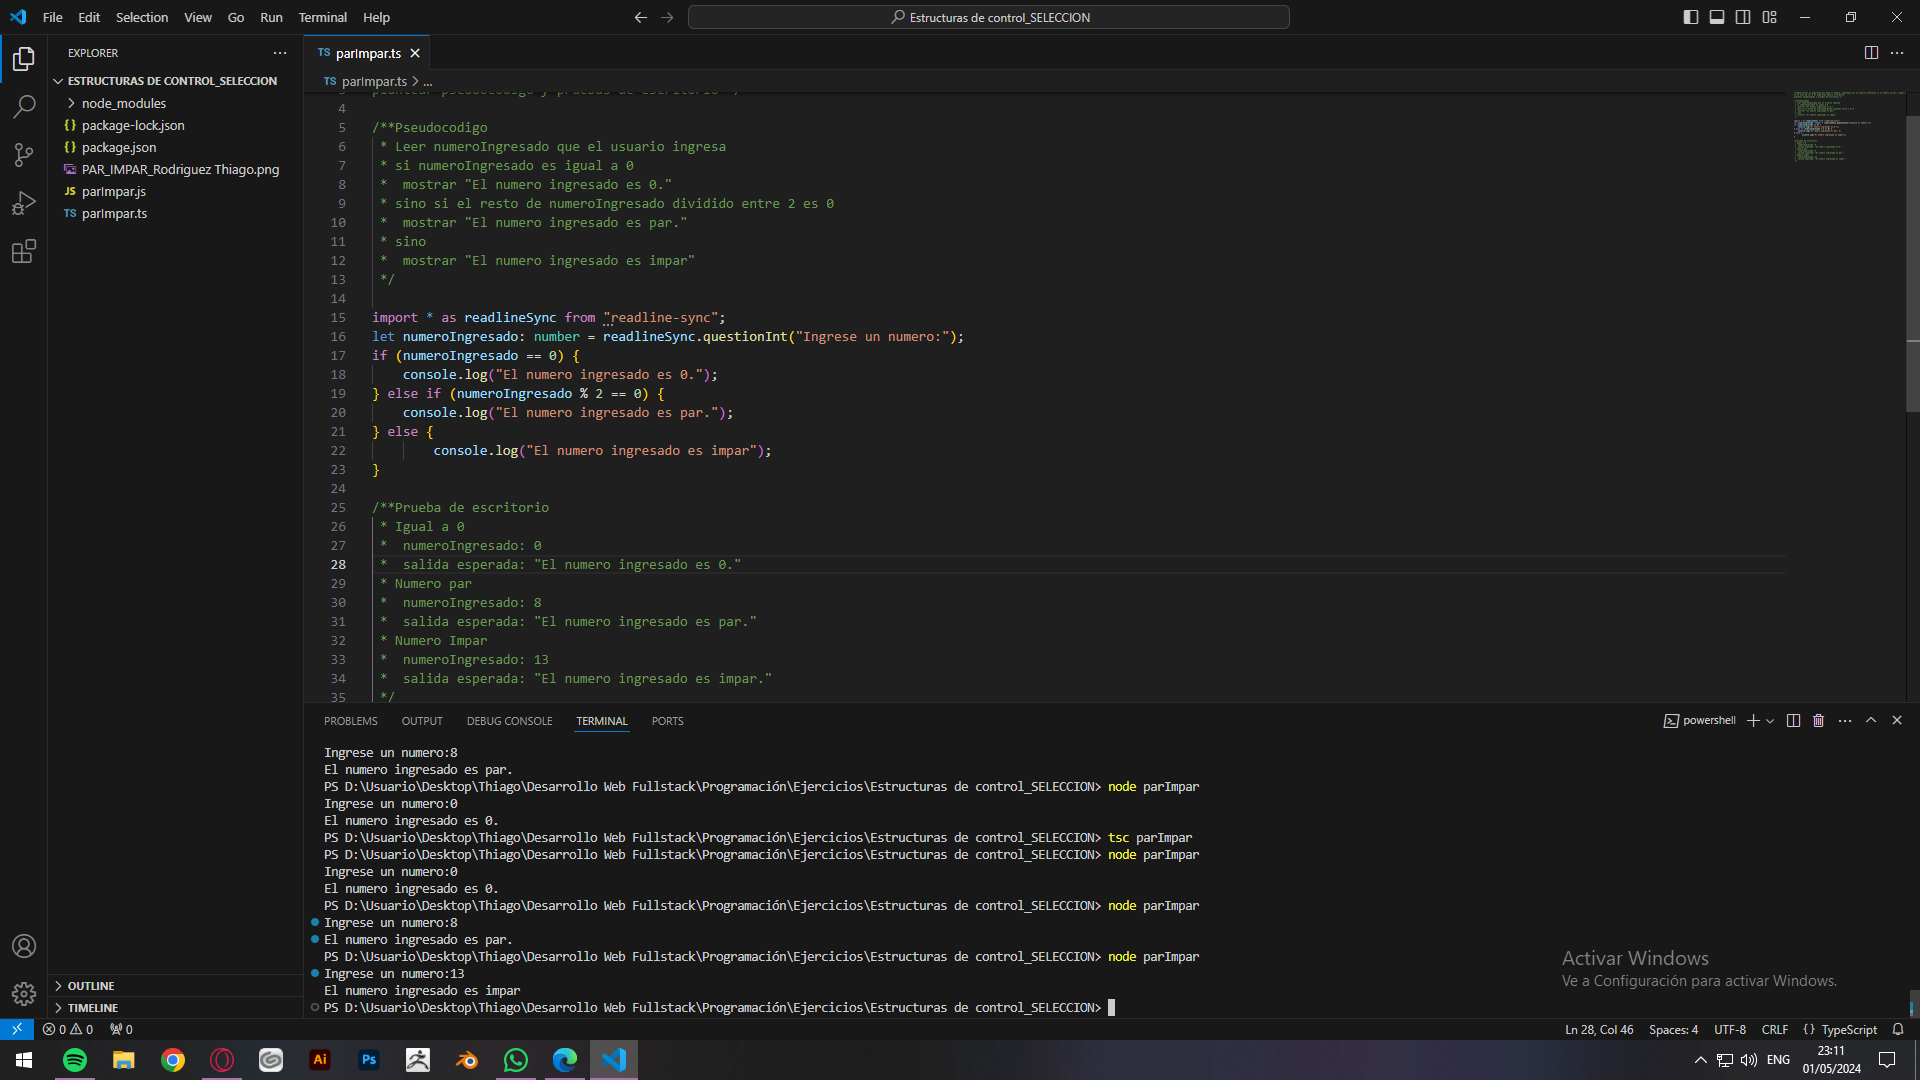 File Edit Selection View Go Run Terminal Help
Estructuras de control_SELECCION
EXPLORER
ESTRUCTURAS DE CONTROL_SELECCION
node_modules
{} package-lock.json
{} package.json
PAR_IMPAR_Rodriguez Thiago.png
JS parImpar.js
TS parImpar.ts
OUTLINE
TIMELINE
TS parImpar.ts
TS parImpar.ts > ...
4
5 /**Pseudocodigo
6 * Leer numeroIngresado que el usuario ingresa
7 * si numeroIngresado es igual a 0
8 *  mostrar "El numero ingresado es 0."
9 * sino si el resto de numeroIngresado dividido entre 2 es 0
10 *  mostrar "El numero ingresado es par."
11 * sino
12 *  mostrar "El numero ingresado es impar"
13 */
14
15 import * as readlineSync from "readline-sync";
16 let numeroIngresado: number = readlineSync.questionInt("Ingrese un numero:");
17 if (numeroIngresado == 0) {
18     console.log("El numero ingresado es 0.");
19 } else if (numeroIngresado % 2 == 0) {
20     console.log("El numero ingresado es par.");
21 } else {
22         console.log("El numero ingresado es impar");
23 }
24
25 /**Prueba de escritorio
26 * Igual a 0
27 *  numeroIngresado: 0
28 *  salida esperada: "El numero ingresado es 0."
29 * Numero par
30 *  numeroIngresado: 8
31 *  salida esperada: "El numero ingresado es par."
32 * Numero Impar
33 *  numeroIngresado: 13
34 *  salida esperada: "El numero ingresado es impar."
35 */
PROBLEMS OUTPUT DEBUG CONSOLE TERMINAL PORTS
powershell
Ingrese un numero:8
El numero ingresado es par.
PS D:\Usuario\Desktop\Thiago\Desarrollo Web Fullstack\Programación\Ejercicios\Estructuras de control_SELECCION> node parImpar
Ingrese un numero:0
El numero ingresado es 0.
PS D:\Usuario\Desktop\Thiago\Desarrollo Web Fullstack\Programación\Ejercicios\Estructuras de control_SELECCION> tsc parImpar
PS D:\Usuario\Desktop\Thiago\Desarrollo Web Fullstack\Programación\Ejercicios\Estructuras de control_SELECCION> node parImpar
Ingrese un numero:0
El numero ingresado es 0.
PS D:\Usuario\Desktop\Thiago\Desarrollo Web Fullstack\Programación\Ejercicios\Estructuras de control_SELECCION> node parImpar
Ingrese un numero:8
El numero ingresado es par.
PS D:\Usuario\Desktop\Thiago\Desarrollo Web Fullstack\Programación\Ejercicios\Estructuras de control_SELECCION> node parImpar
Ingrese un numero:13
El numero ingresado es impar
PS D:\Usuario\Desktop\Thiago\Desarrollo Web Fullstack\Programación\Ejercicios\Estructuras de control_SELECCION>
Activar Windows
Ve a Configuración para activar Windows.
0 0 0
Ln 28, Col 46 Spaces: 4 UTF-8 CRLF {} TypeScript
Ai Ps
ENG
23:11
01/05/2024